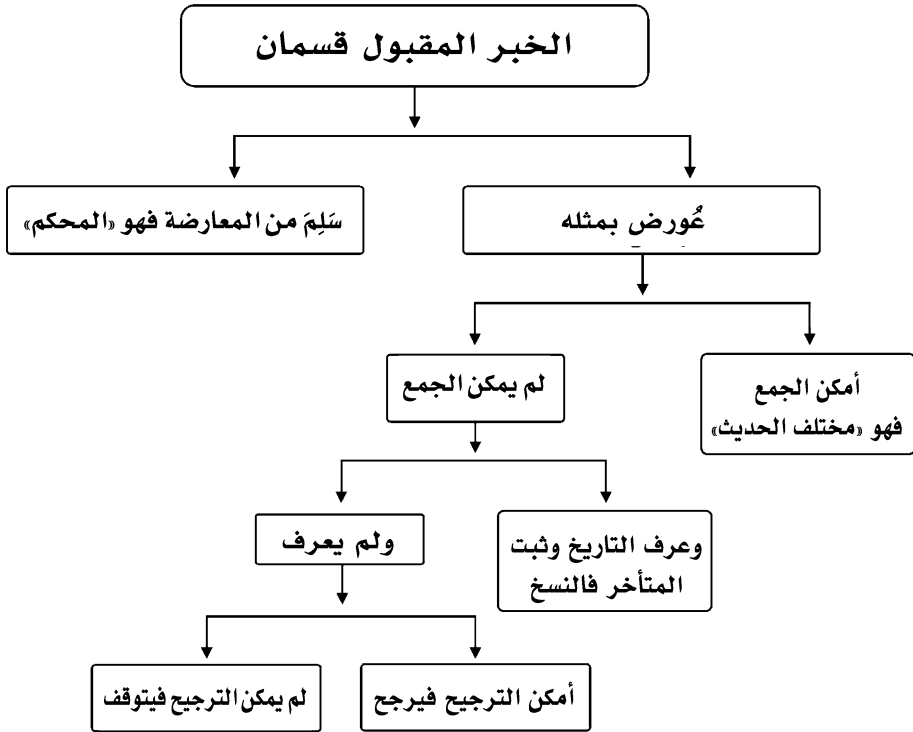 الخبر المقبول قسمان
عُورض بمثله
سَلِمَ من المعارضة فهو «المحكم»
أمكن الجمع
فهو «مختلف الحديث»
لم يمكن الجمع
وعرف التاريخ وثبت
المتأخر فالنسخ
ولم يعرف
أمكن الترجيح فيرجح
لم يمكن الترجيح فيتوقف